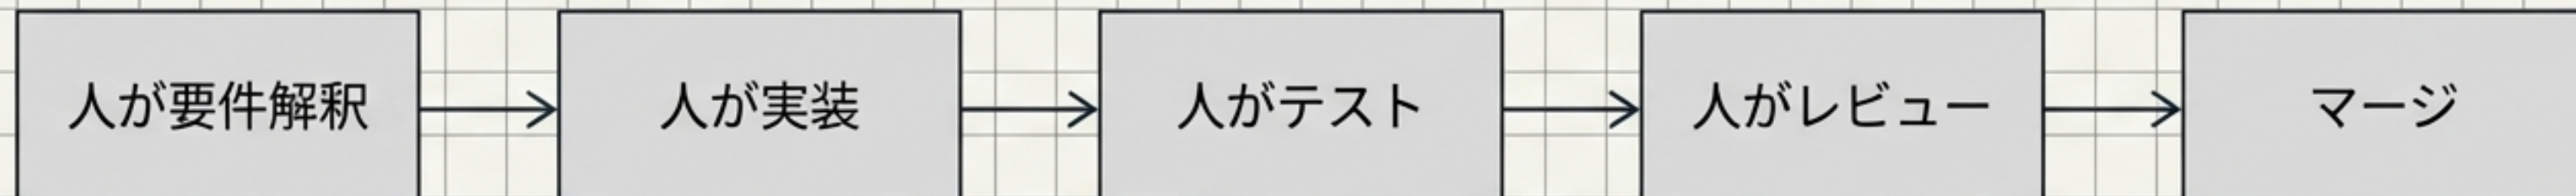 人が要件解釈
人が実装
人がテスト
人がレビュー
マージ